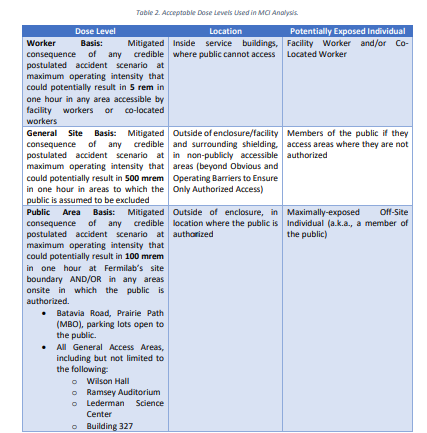 Table 2. Acceptable Dose Levels Used in MCI Analysis.
Dose Level
Location
Potentially Exposed Individual
Worker Basis: Mitigated
consequence of any credible
postulated accident scenario at
maximum operating intensity that
could potentially result in 5 rem in
one hour in any area accessible by
facility workers or co-located
workers
Inside service buildings,
where public cannot access
Facility Worker and/or Co-
Located Worker
General Site Basis: Mitigated
consequence of any credible
postulated accident scenario at
maximum operating intensity that
could potentially result in 500 mrem
in one hour in areas to which the
public is assumed to be excluded
Outside of enclosure/facility
and surrounding shielding,
in non-publicly accessible
areas (beyond Obvious and
Operating Barriers to Ensure
Only Authorized Access)
Members of the public if they
access areas where they are not
authorized
Public Area Basis: Mitigated
consequence of any credible
postulated accident scenario at
maximum operating intensity that
could potentially result in 100 mrem
in one hour at Fermilab's site
boundary AND/OR in any areas
onsite in which the public is
authorized.
• Batavia Road, Prairie Path
(MBO), parking lots open to
the public.
• All General Access Areas,
including but not limited to
the following:
o Wilson Hall
o Ramsey Auditorium
o Lederman Science
Center
o Building 327
Outside of enclosure, in
location where the public is
authorized
Maximally-exposed Off-Site
Individual (a.k.a., a member of
the public)